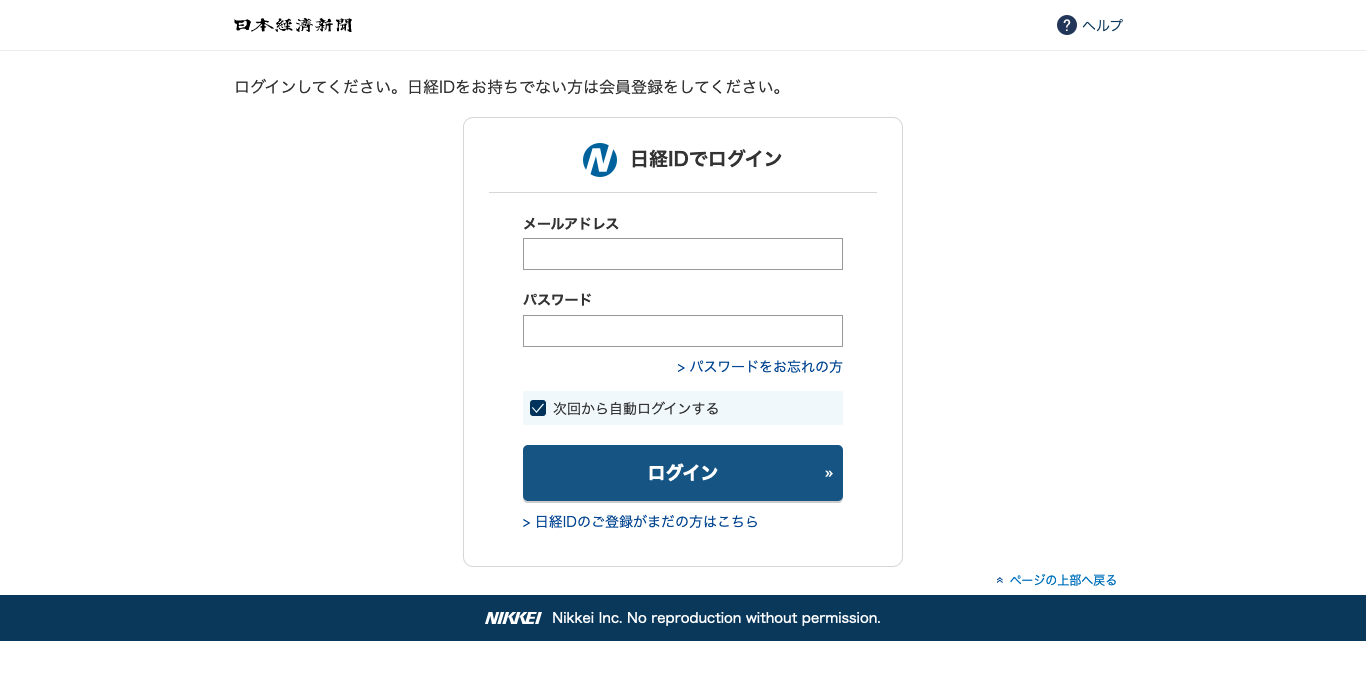 日本経済新聞
? ヘルプ
ログインしてください。日経IDをお持ちでない方は会員登録をしてください。
N 日経IDでログイン
メールアドレス
パスワード
> パスワードをお忘れの方
次回から自動ログインする
ログイン »
> 日経IDのご登録がまだの方はこちら
ページの上部へ戻る
NIKKEI Nikkei Inc. No reproduction without permission.